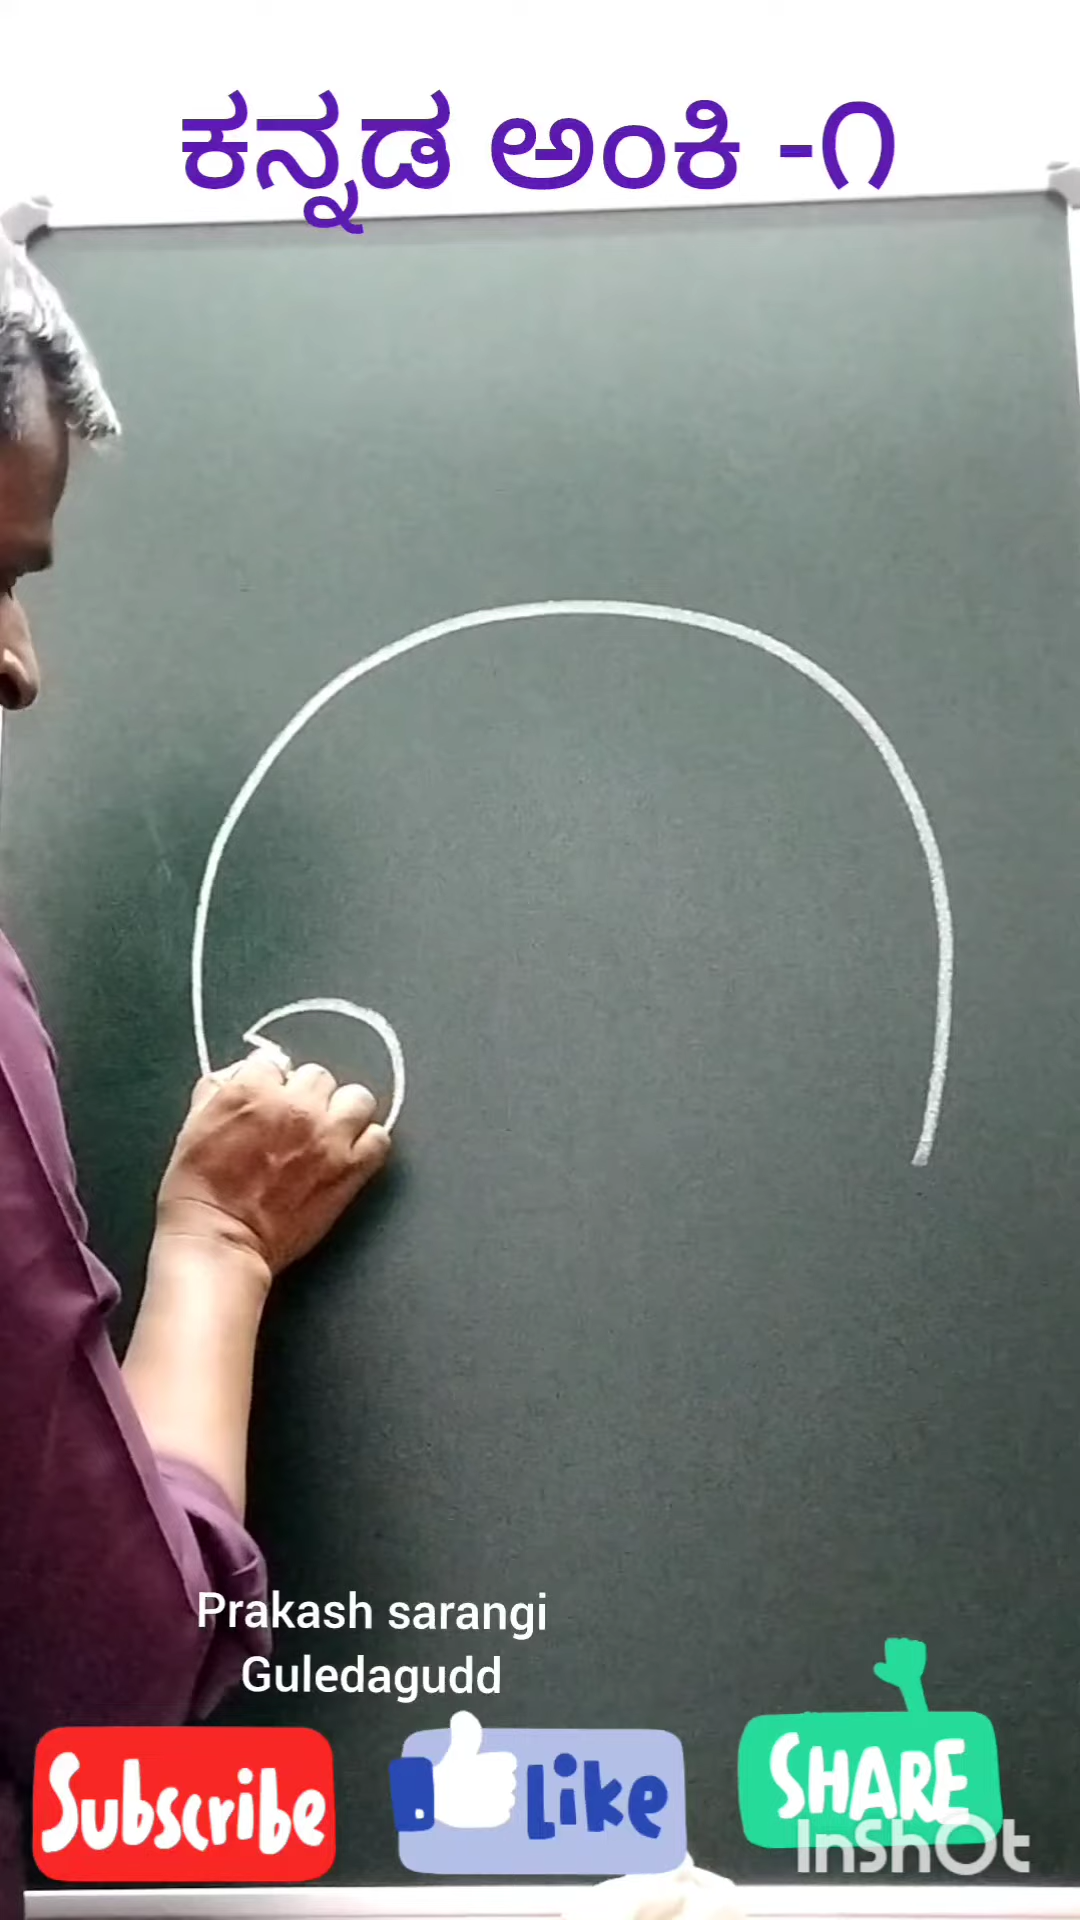 ಕನ್ನಡ ಅಂಕಿ -೧
Prakash sarangi
Guledagudd
Subscribe
Like
SHARE
InShOt